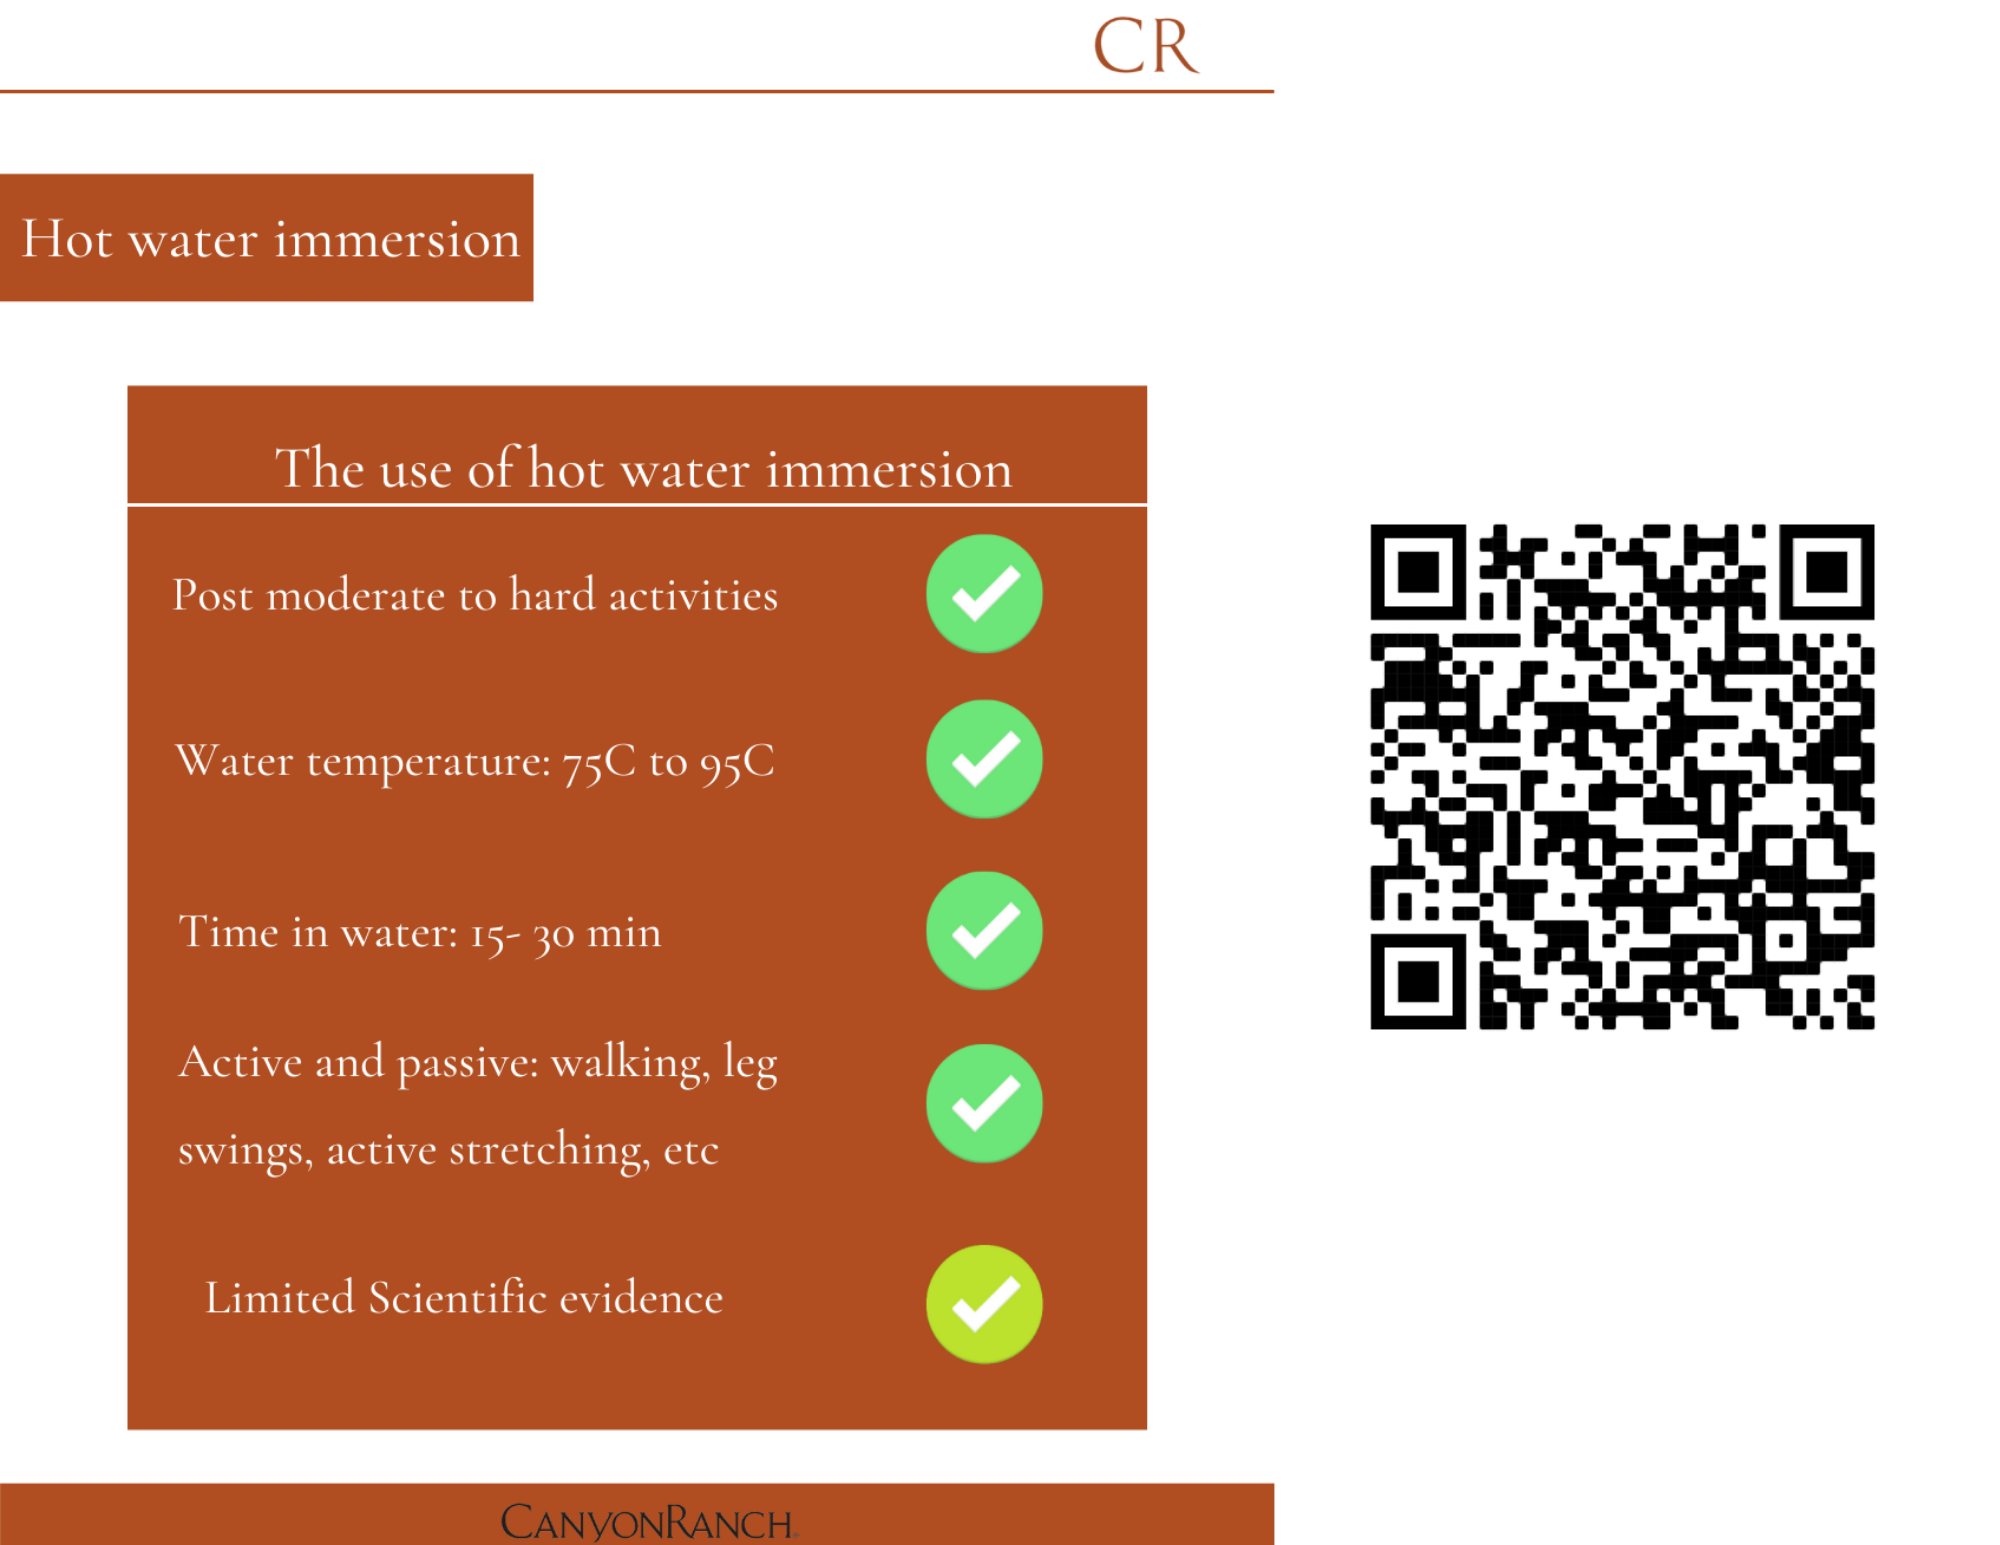 CR
Hot water immersion
The use of hot water immersion
Post moderate to hard activities
Water temperature: 75C to 95C
Time in water: 15- 30 min
Active and passive: walking, leg
swings, active stretching, etc
Limited Scientific evidence
CANYONRANCH